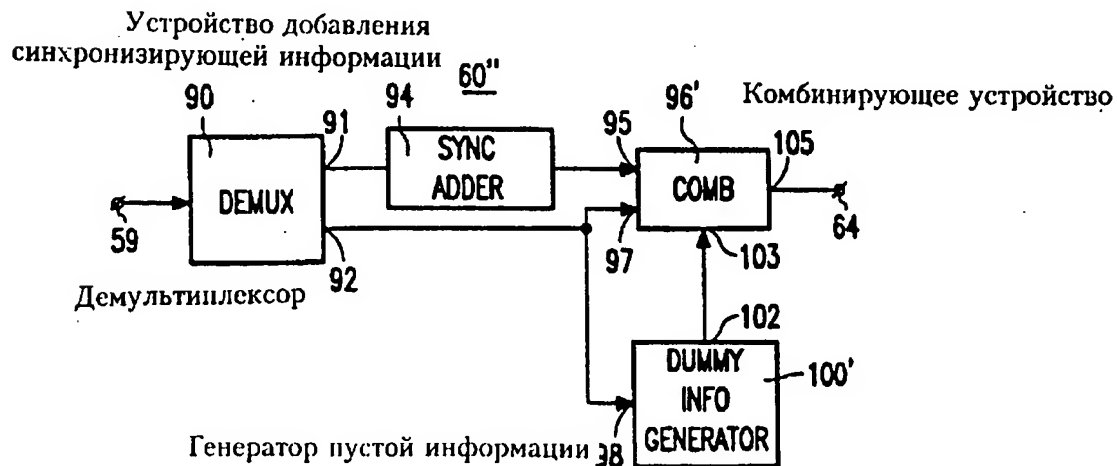 Устройство добавления
синхронизирующей информации
60"
Комбинирующее устройство
90
91
94
95
96'
105
SYNC
ADDER
DEMUX
COMB
59
92
97
103
64
Демультиплексор
102
DUMMY
INFO
GENERATOR
100'
Генератор пустой информации
98